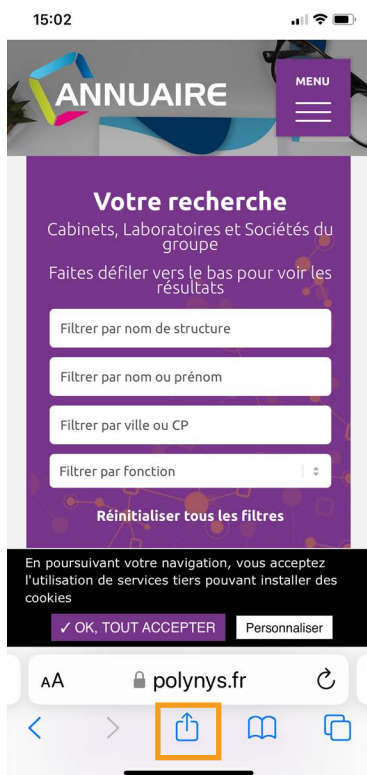 15:02
ANNUAIRE
MENU
Votre recherche
Cabinets, Laboratoires et Sociétés du
groupe
Faites défiler vers le bas pour voir les
résultats
Filtrer par nom de structure
Filtrer par nom ou prénom
Filtrer par ville ou CP
Filtrer par fonction
Réinitialiser tous les filtres
En poursuivant votre navigation, vous acceptez
l'utilisation de services tiers pouvant installer des
cookies
✓ OK, TOUT ACCEPTER Personnaliser
AA polynys.fr